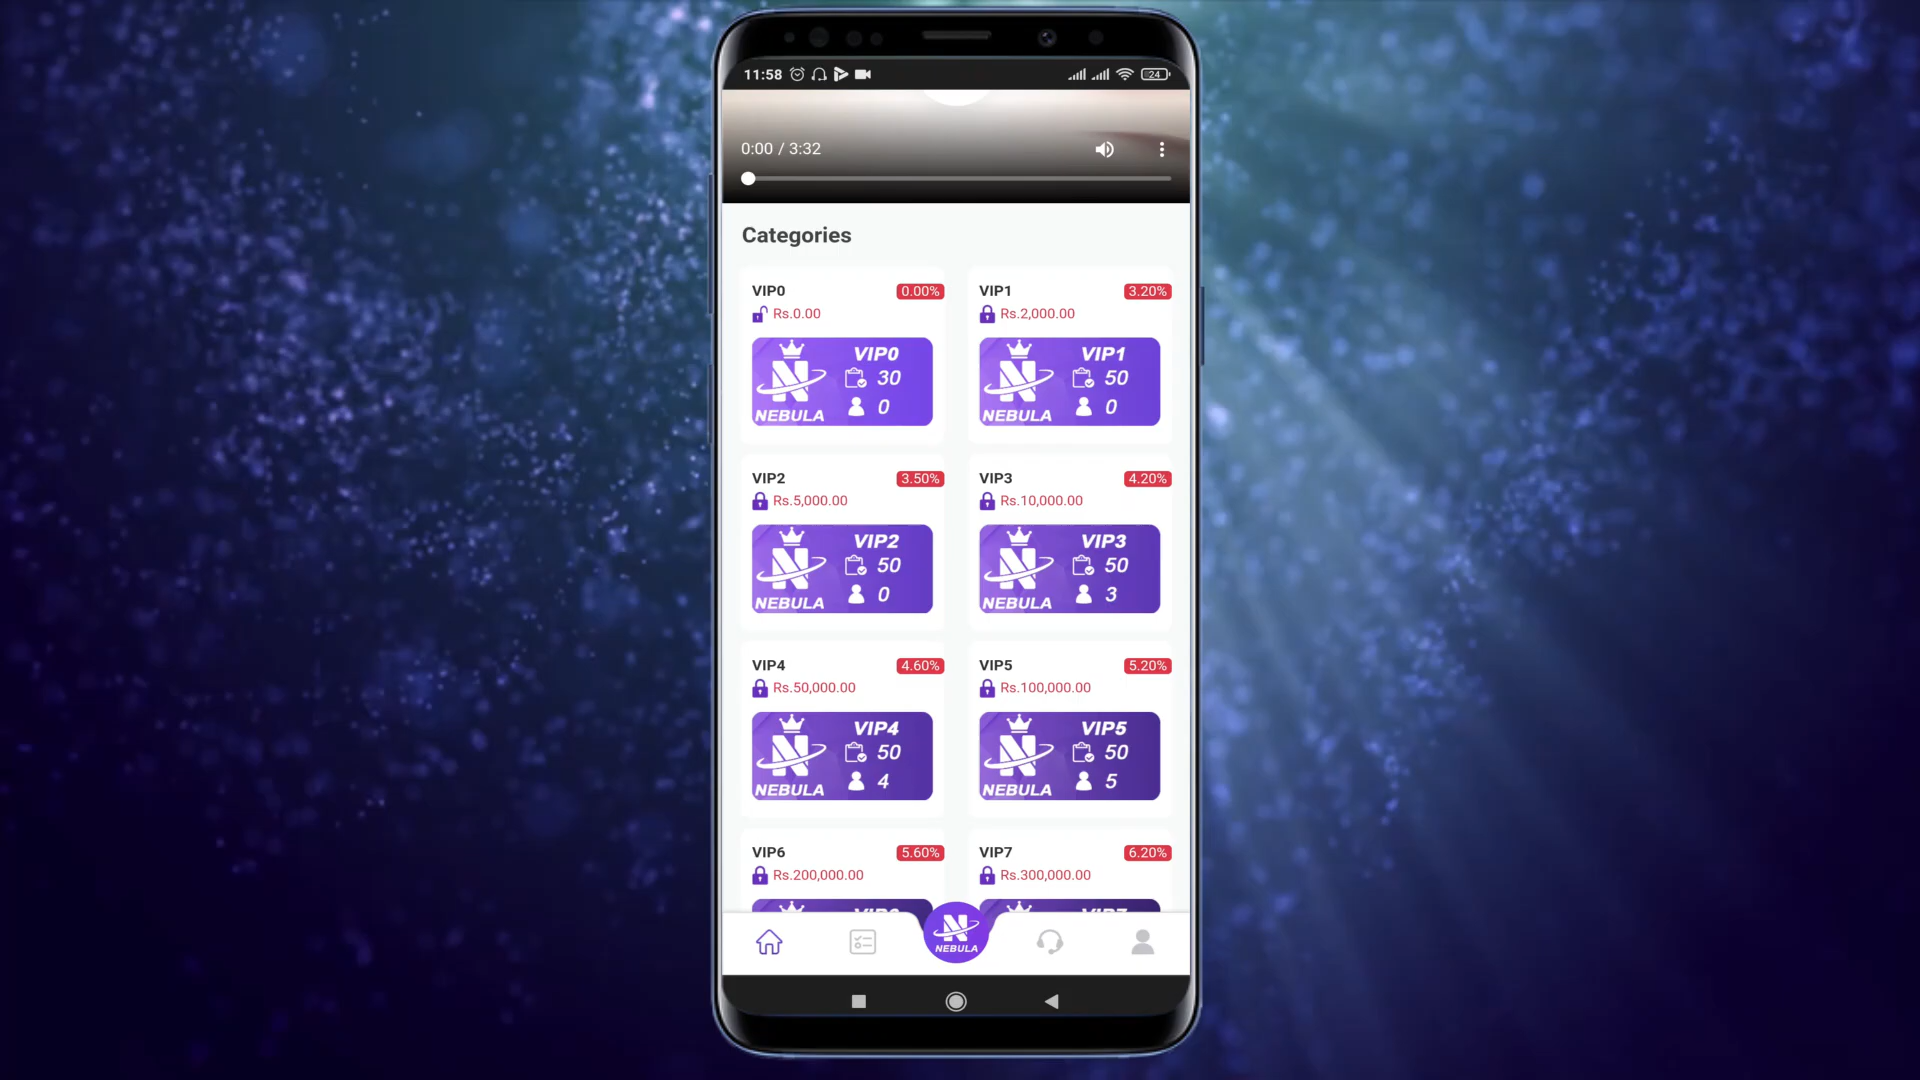 11:58
24
0:00 / 3:32
Categories
VIP0 0.00%
Rs.0.00
VIP0
30
0
NEBULA
VIP1 3.20%
Rs.2,000.00
VIP1
50
0
NEBULA
VIP2 3.50%
Rs.5,000.00
VIP2
50
0
NEBULA
VIP3 4.20%
Rs.10,000.00
VIP3
50
3
NEBULA
VIP4 4.60%
Rs.50,000.00
VIP4
50
4
NEBULA
VIP5 5.20%
Rs.100,000.00
VIP5
50
5
NEBULA
VIP6 5.60%
Rs.200,000.00
VIP7 6.20%
Rs.300,000.00
NEBULA